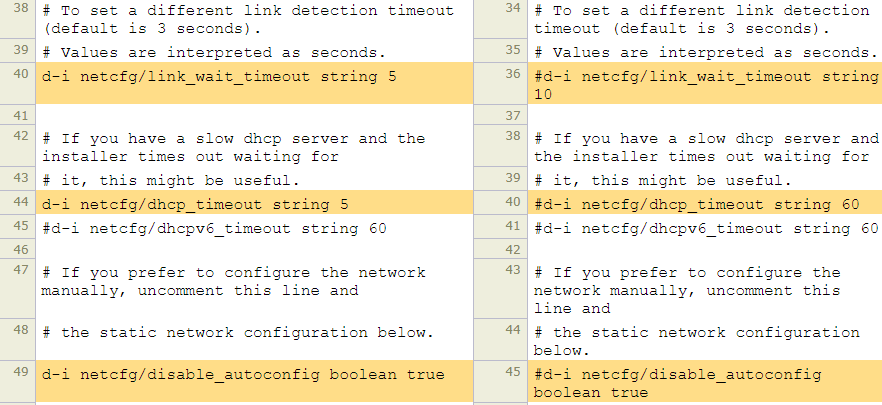 38 # To set a different link detection timeout
(default is 3 seconds).
39 # Values are interpreted as seconds.
40 d-i netcfg/link_wait_timeout string 5
41
42 # If you have a slow dhcp server and the
installer times out waiting for
43 # it, this might be useful.
44 d-i netcfg/dhcp_timeout string 5
45 #d-i netcfg/dhcpv6_timeout string 60
46
47 # If you prefer to configure the network
manually, uncomment this line and
48 # the static network configuration below.
49 d-i netcfg/disable_autoconfig boolean true
34 # To set a different link detection
timeout (default is 3 seconds).
35 # Values are interpreted as seconds.
36 #d-i netcfg/link_wait_timeout string
10
37
38 # If you have a slow dhcp server and
the installer times out waiting for
39 # it, this might be useful.
40 #d-i netcfg/dhcp_timeout string 60
41 #d-i netcfg/dhcpv6_timeout string 60
42
43 # If you prefer to configure the
network manually, uncomment this
line and
44 # the static network configuration
below.
45 #d-i netcfg/disable_autoconfig
boolean true